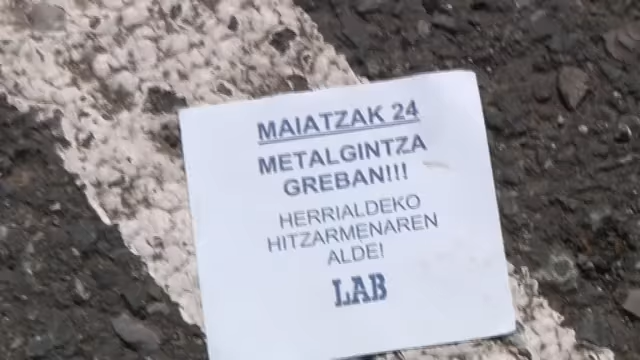 MAIATZAK 24
METALGINTZA
GREBAN!!!
HERRIALDEKO
HITZARMENAREN
ALDE!
LAB